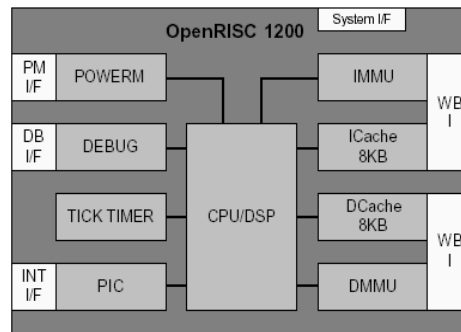 System I/F
OpenRISC 1200
PM
I/F
POWERM
IMMU
WB
I
DB
I/F
DEBUG
ICache
8KB
TICK TIMER
CPU/DSP
DCache
8KB
WB
I
INT
I/F
PIC
DMMU